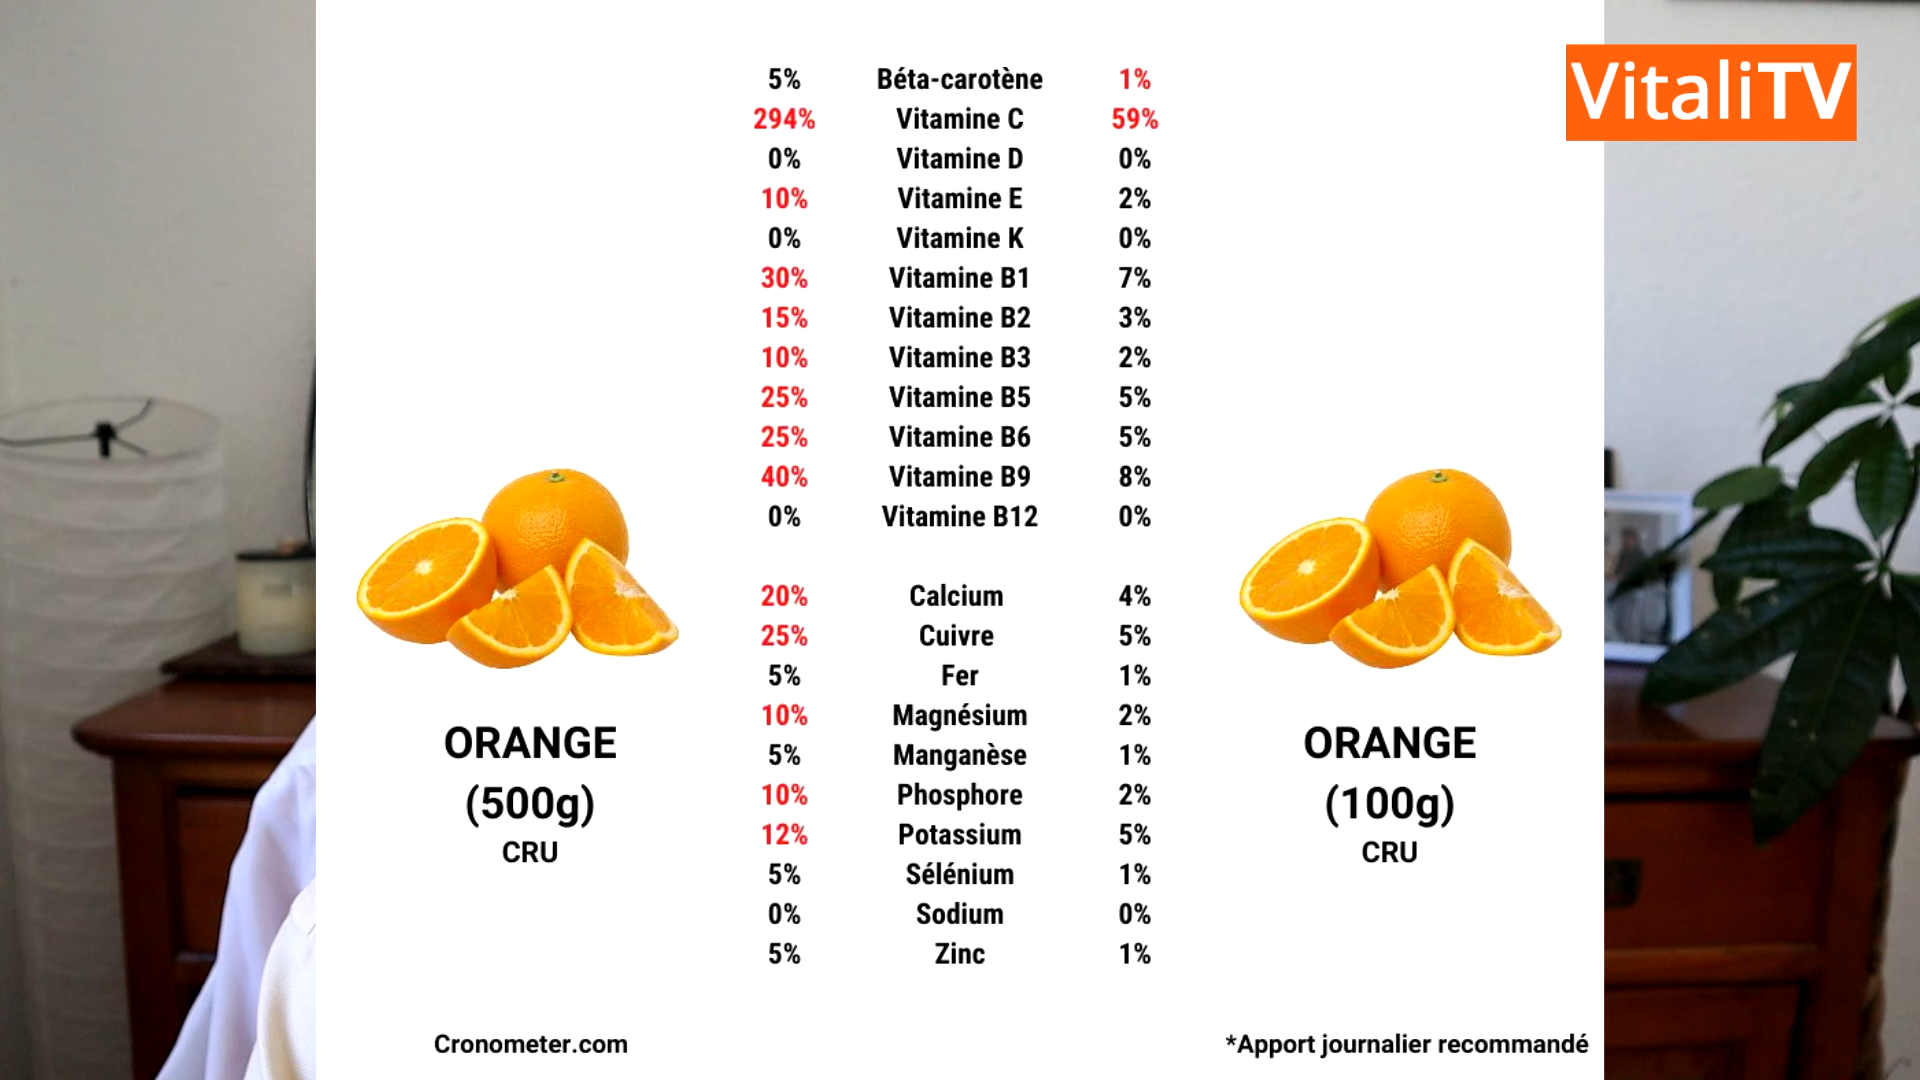 VitaliTV
5% Béta-carotène 1%
294% Vitamine C 59%
0% Vitamine D 0%
10% Vitamine E 2%
0% Vitamine K 0%
30% Vitamine B1 7%
15% Vitamine B2 3%
10% Vitamine B3 2%
25% Vitamine B5 5%
25% Vitamine B6 5%
40% Vitamine B9 8%
0% Vitamine B12 0%
20% Calcium 4%
25% Cuivre 5%
5% Fer 1%
10% Magnésium 2%
5% Manganèse 1%
10% Phosphore 2%
12% Potassium 5%
5% Sélénium 1%
0% Sodium 0%
5% Zinc 1%
ORANGE
(500g)
CRU
ORANGE
(100g)
CRU
Cronometer.com
*Apport journalier recommandé